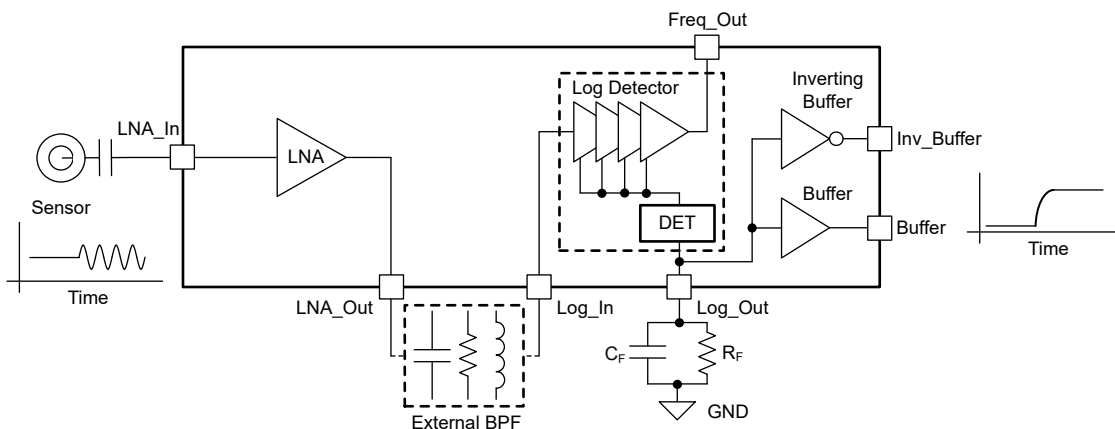 Freq_Out
Log Detector
Inverting
Buffer
LNA_In
LNA
Inv_Buffer
Sensor
Buffer
DET
Buffer
Time
Time
LNA_Out
Log_In
Log_Out
CF
RF
External BPF
GND